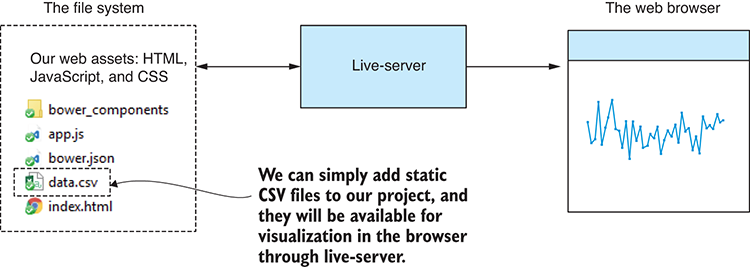 The file system
The web browser
Our web assets: HTML,
JavaScript, and CSS
Live-server
bower_components
app.js
bower.json
data.csv
index.html
We can simply add static
CSV files to our project, and
they will be available for
visualization in the browser
through live-server.